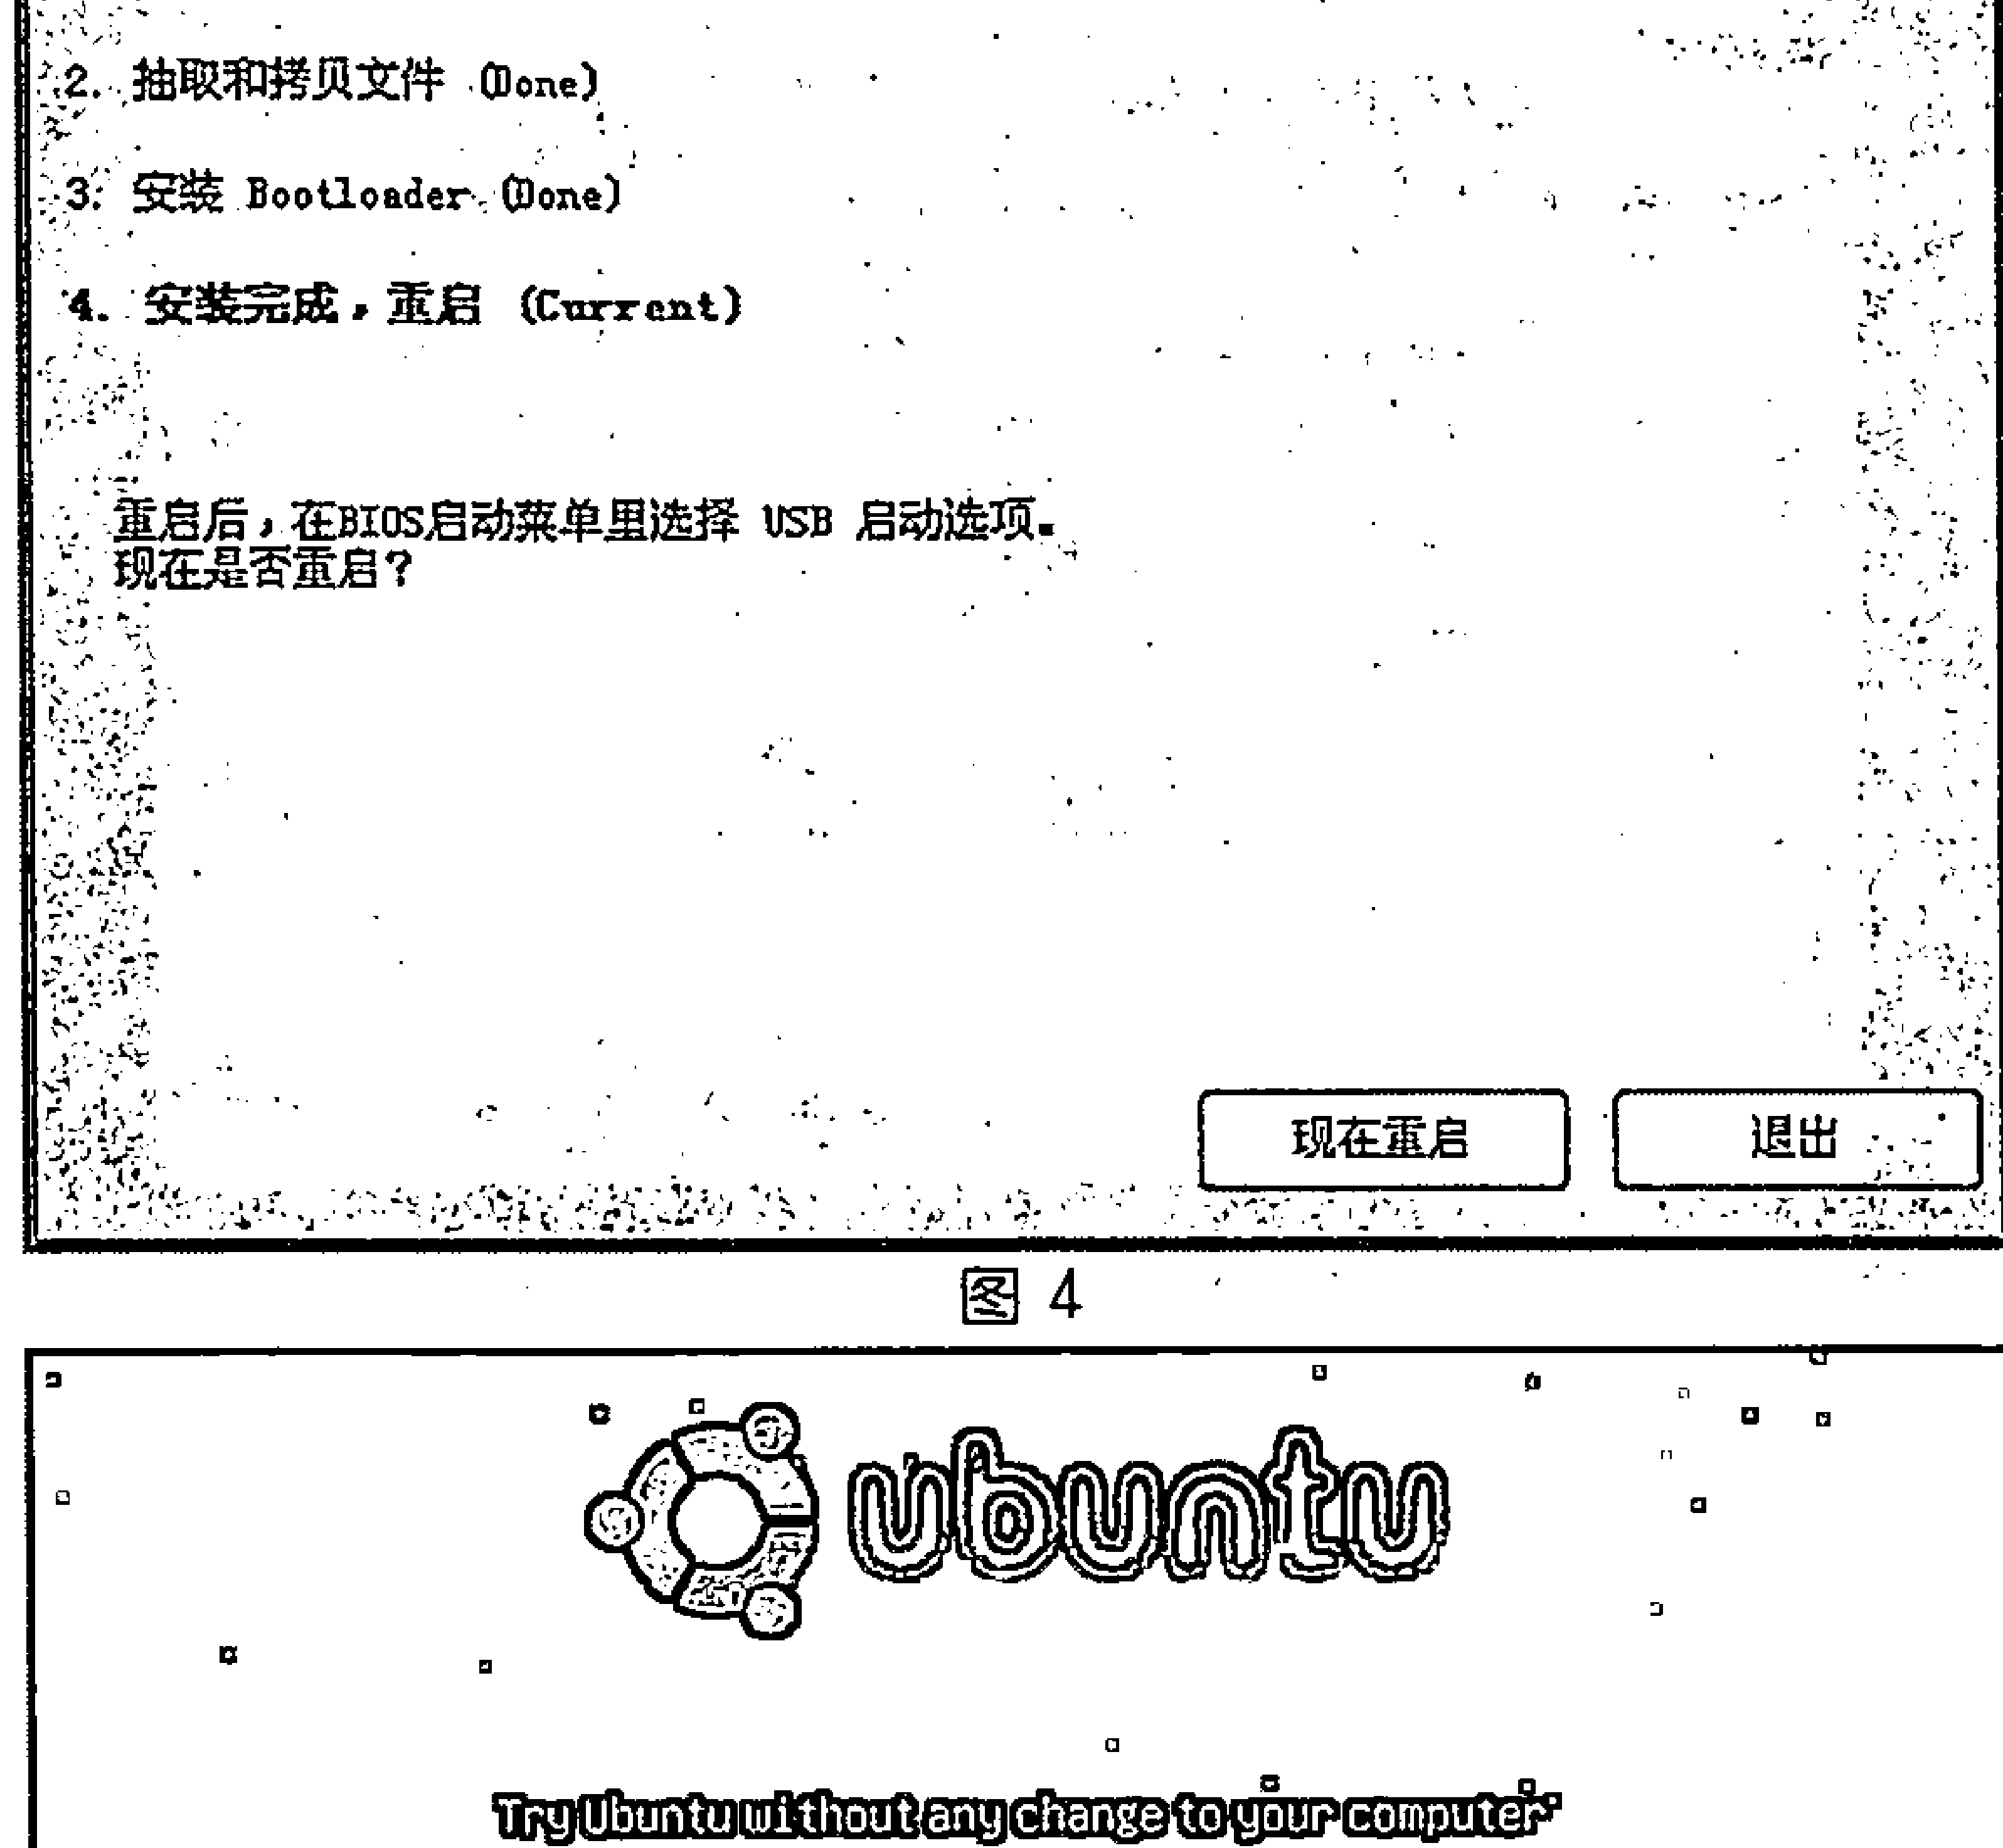 2. 抽取和拷贝文件 (Done)
3. 安装 Bootloader (Done)
4. 安装完成，重启 (Current)
重启后，在BIOS启动菜单里选择 USB 启动选项。
现在是否重启？
现在重启 退出
图 4
ubuntu
Try Ubuntu without any change to your computer